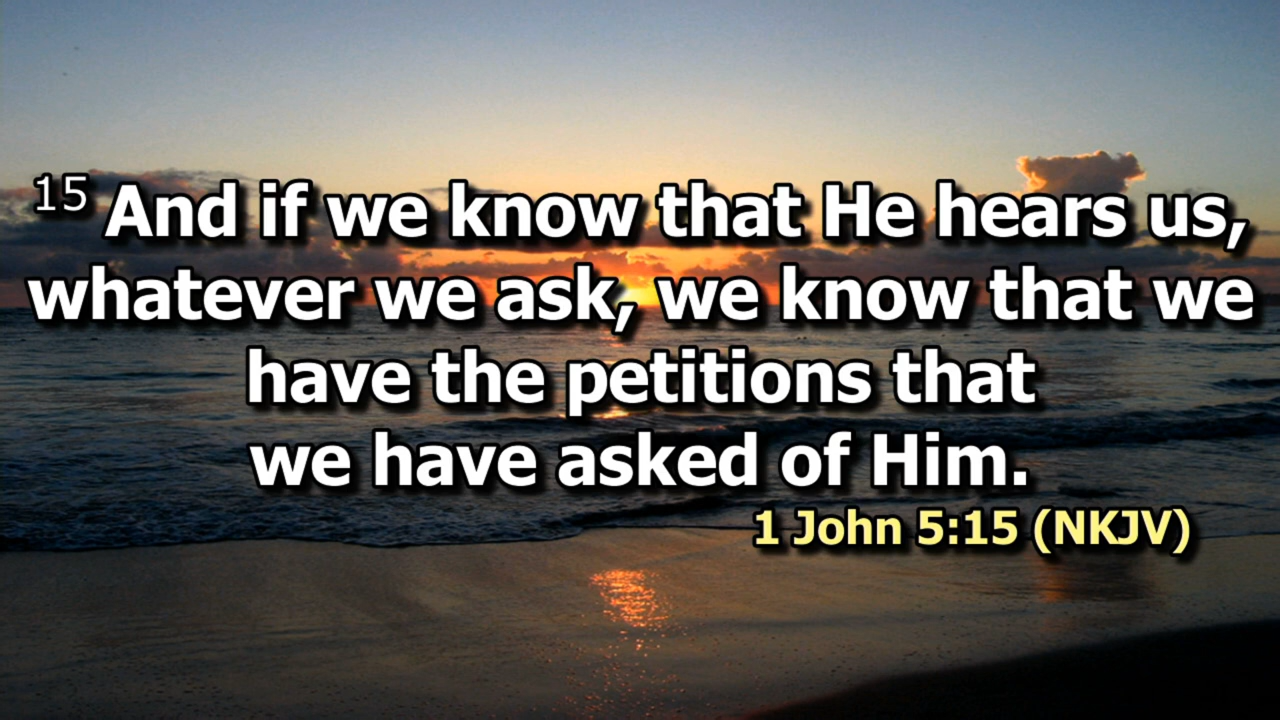 15 And if we know that He hears us,
whatever we ask, we know that we
have the petitions that
we have asked of Him.
1 John 5:15 (NKJV)